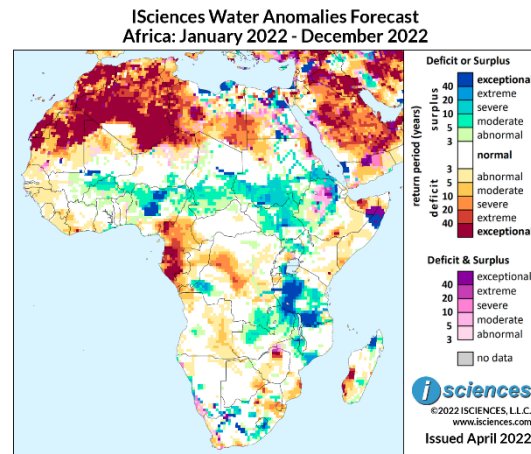 ISciences Water Anomalies Forecast
Africa: January 2022 - December 2022
Deficit or Surplus
return period (years)
surplus
deficit
40 exceptional
20 extreme
10 severe
5 moderate
3 abnormal
normal
3 abnormal
5 moderate
10 severe
20 extreme
40 exceptional
Deficit & Surplus
exceptional
40 extreme
20 severe
10 moderate
5 abnormal
3
no data
i sciences
©2022 ISCIENCES, L.L.C.
www.isciences.com
Issued April 2022